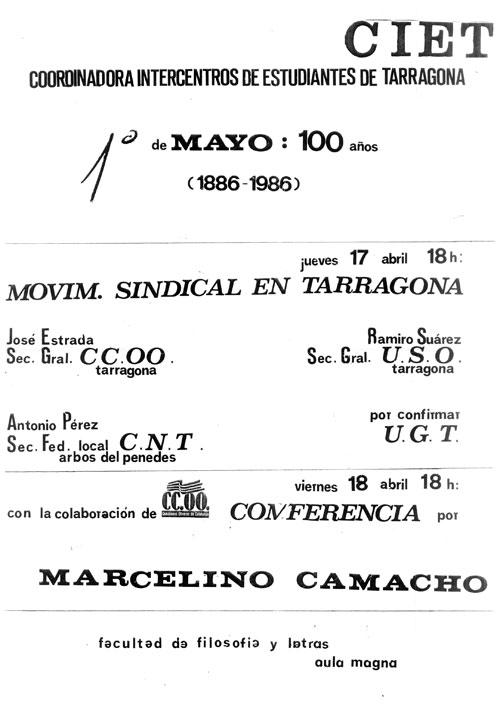 CIET
COORDINADORA INTERCENTROS DE ESTUDIANTES DE TARRAGONA
1º de MAYO : 100 años
(1886-1986)
jueves 17 abril 18h:
MOVIM. SINDICAL EN TARRAGONA
José Estrada
Sec. Gral. CC.OO.
tarragona
Ramiro Suárez
Sec. Gral. U.S.O.
tarragona
Antonio Pérez
Sec. Fed. local C.N.T.
arbos del penedes
por confirmar
U.G.T.
viernes 18 abril 18h:
con la colaboración de CC.OO. CONFERENCIA por
MARCELINO CAMACHO
facultad de filosofia y letras
aula magna